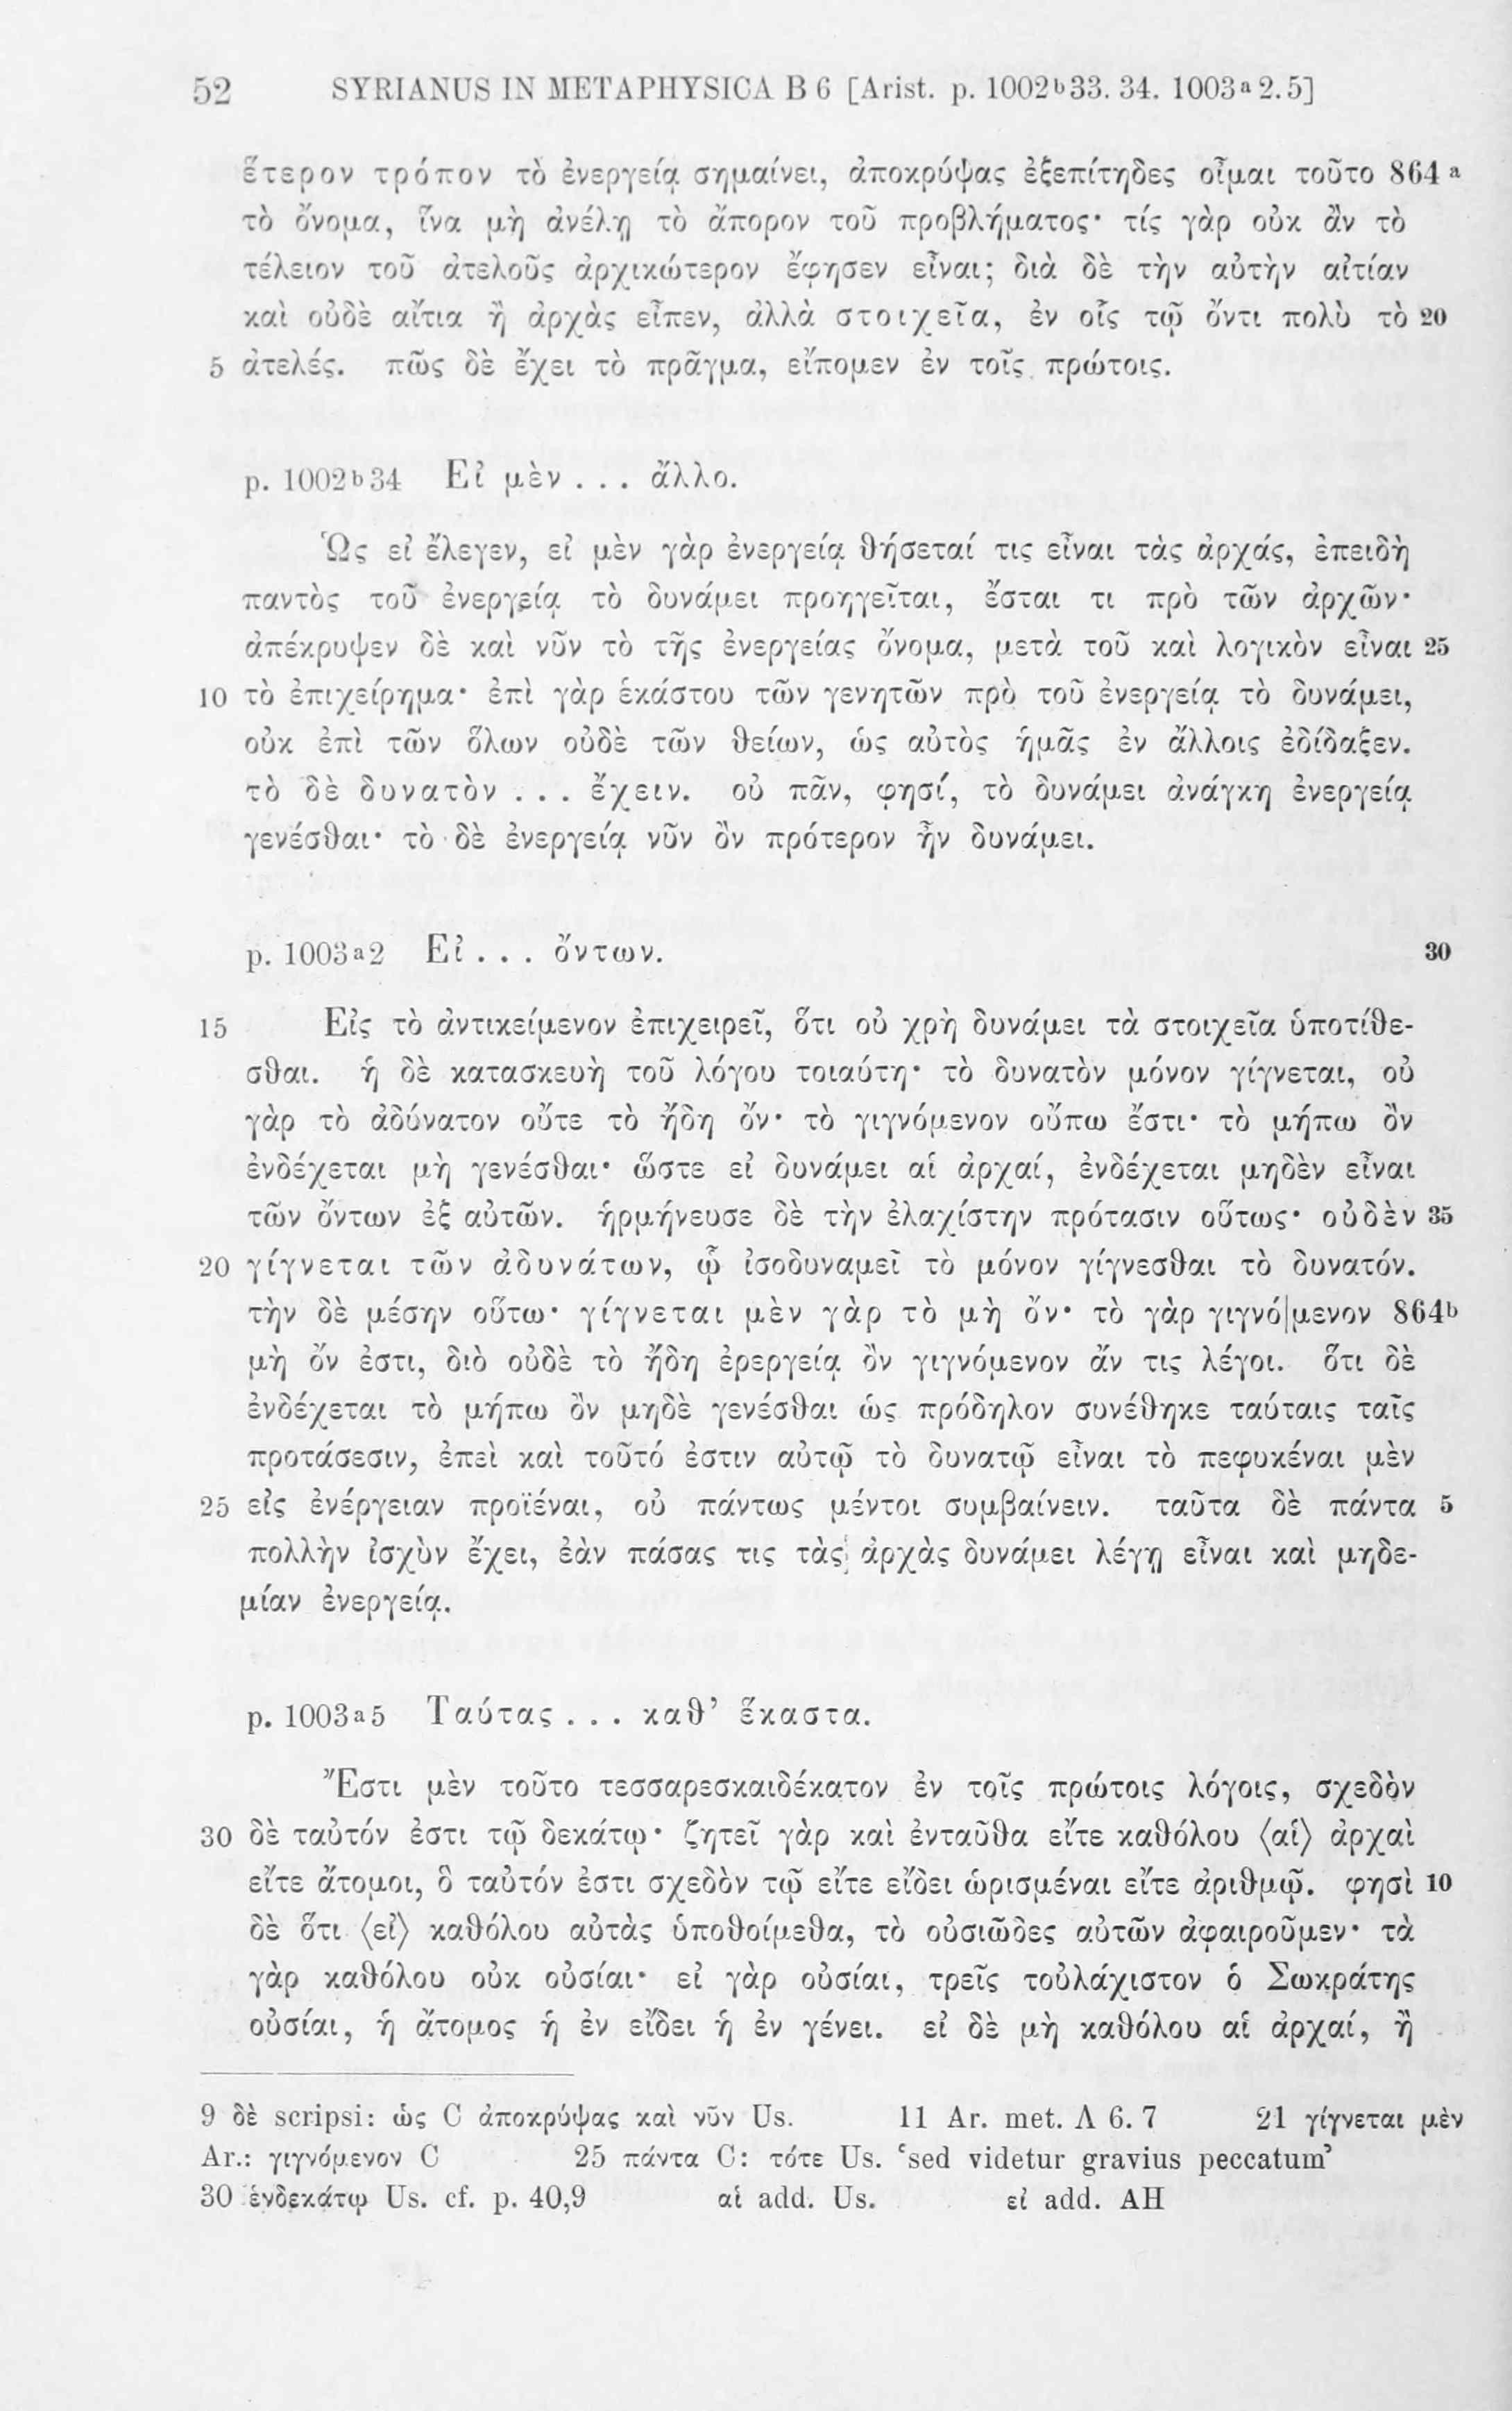 52 SYRIANUS IN METAPHYSICA B 6 [Arist. p. 1002ᵇ33. 34. 1003ᵃ2.5]
ἕτερον τρόπον τὸ ἐνεργείᾳ σημαίνει, ἀποκρύψας ἐξεπίτηδες οἶμαι τοῦτο 864ᵃ
τὸ ὄνομα, ἵνα μὴ ἀνέλῃ τὸ ἄπορον τοῦ προβλήματος· τίς γὰρ οὐκ ἂν τὸ
τέλειον τοῦ ἀτελοῦς ἀρχικώτερον ἔφησεν εἶναι; διὰ δὲ τὴν αὐτὴν αἰτίαν
καὶ οὐδὲ αἴτια ἢ ἀρχὰς εἶπεν, ἀλλὰ στοιχεῖα, ἐν οἷς τῷ ὄντι πολὺ τὸ 20
5 ἀτελές. πῶς δὲ ἔχει τὸ πρᾶγμα, εἴπομεν ἐν τοῖς πρώτοις.
p. 1002ᵇ34 Εἰ μὲν . . . ἄλλο.
Ὡς εἰ ἔλεγεν, εἰ μὲν γὰρ ἐνεργείᾳ θήσεταί τις εἶναι τὰς ἀρχάς, ἐπειδὴ
παντὸς τοῦ ἐνεργείᾳ τὸ δυνάμει προηγεῖται, ἔσται τι πρὸ τῶν ἀρχῶν·
ἀπέκρυψεν δὲ καὶ νῦν τὸ τῆς ἐνεργείας ὄνομα, μετὰ τοῦ καὶ λογικὸν εἶναι 25
10 τὸ ἐπιχείρημα· ἐπὶ γὰρ ἑκάστου τῶν γενητῶν πρὸ τοῦ ἐνεργείᾳ τὸ δυνάμει,
οὐκ ἐπὶ τῶν ὅλων οὐδὲ τῶν θείων, ὡς αὐτὸς ἡμᾶς ἐν ἄλλοις ἐδίδαξεν.
τὸ δὲ δυνατὸν . . . ἔχειν. οὐ πᾶν, φησί, τὸ δυνάμει ἀνάγκη ἐνεργείᾳ
γενέσθαι· τὸ δὲ ἐνεργείᾳ νῦν ὂν πρότερον ἦν δυνάμει.
p. 1003ᵃ2 Εἰ . . . ὄντων. 30
15 Εἰς τὸ ἀντικείμενον ἐπιχειρεῖ, ὅτι οὐ χρὴ δυνάμει τὰ στοιχεῖα ὑποτίθε-
σθαι. ἡ δὲ κατασκευὴ τοῦ λόγου τοιαύτη· τὸ δυνατὸν μόνον γίγνεται, οὐ
γὰρ τὸ ἀδύνατον οὔτε τὸ ἤδη ὄν· τὸ γιγνόμενον οὔπω ἔστι· τὸ μήπω ὂν
ἐνδέχεται μὴ γενέσθαι· ὥστε εἰ δυνάμει αἱ ἀρχαί, ἐνδέχεται μηδὲν εἶναι
τῶν ὄντων ἐξ αὐτῶν. ἡρμήνευσε δὲ τὴν ἐλαχίστην πρότασιν οὕτως· οὐδὲν 35
20 γίγνεται τῶν ἀδυνάτων, ᾧ ἰσοδυναμεῖ τὸ μόνον γίγνεσθαι τὸ δυνατόν.
τὴν δὲ μέσην οὕτω· γίγνεται μὲν γὰρ τὸ μὴ ὄν· τὸ γὰρ γιγνό|μενον 864ᵇ
μὴ ὄν ἐστι, διὸ οὐδὲ τὸ ἤδη ἐρεργείᾳ ὂν γιγνόμενον ἄν τις λέγοι. ὅτι δὲ
ἐνδέχεται τὸ μήπω ὂν μηδὲ γενέσθαι ὡς πρόδηλον συνέθηκε ταύταις ταῖς
προτάσεσιν, ἐπεὶ καὶ τοῦτό ἐστιν αὐτῷ τὸ δυνατῷ εἶναι τὸ πεφυκέναι μὲν
25 εἰς ἐνέργειαν προϊέναι, οὐ πάντως μέντοι συμβαίνειν. ταῦτα δὲ πάντα 5
πολλὴν ἰσχὺν ἔχει, ἐὰν πάσας τις τὰς ἀρχὰς δυνάμει λέγῃ εἶναι καὶ μηδε-
μίαν ἐνεργείᾳ.
p. 1003ᵃ5 Ταύτας . . . καθ’ ἕκαστα.
Ἔστι μὲν τοῦτο τεσσαρεσκαιδέκατον ἐν τοῖς πρώτοις λόγοις, σχεδὸν
30 δὲ ταὐτόν ἐστι τῷ δεκάτῳ· ζητεῖ γὰρ καὶ ἐνταῦθα εἴτε καθόλου ⟨αἱ⟩ ἀρχαὶ
εἴτε ἄτομοι, ὃ ταὐτόν ἐστι σχεδὸν τῷ εἴτε εἴδει ὡρισμέναι εἴτε ἀριθμῷ. φησὶ 10
δὲ ὅτι ⟨εἰ⟩ καθόλου αὐτὰς ὑποθοίμεθα, τὸ οὐσιῶδες αὐτῶν ἀφαιροῦμεν· τὰ
γὰρ καθόλου οὐκ οὐσίαι· εἰ γὰρ οὐσίαι, τρεῖς τοὐλάχιστον ὁ Σωκράτης
οὐσίαι, ἡ ἄτομος ἡ ἐν εἴδει ἡ ἐν γένει. εἰ δὲ μὴ καθόλου αἱ ἀρχαί, ἢ
9 δὲ scripsi: ὡς C ἀποκρύψας καὶ νῦν Us. 11 Ar. met. Λ 6. 7 21 γίγνεται μὲν
Ar.: γιγνόμενον C 25 πάντα C: τότε Us. ‘sed videtur gravius peccatum’
30 ἑνδεκάτῳ Us. cf. p. 40,9 αἱ add. Us. εἰ add. AH